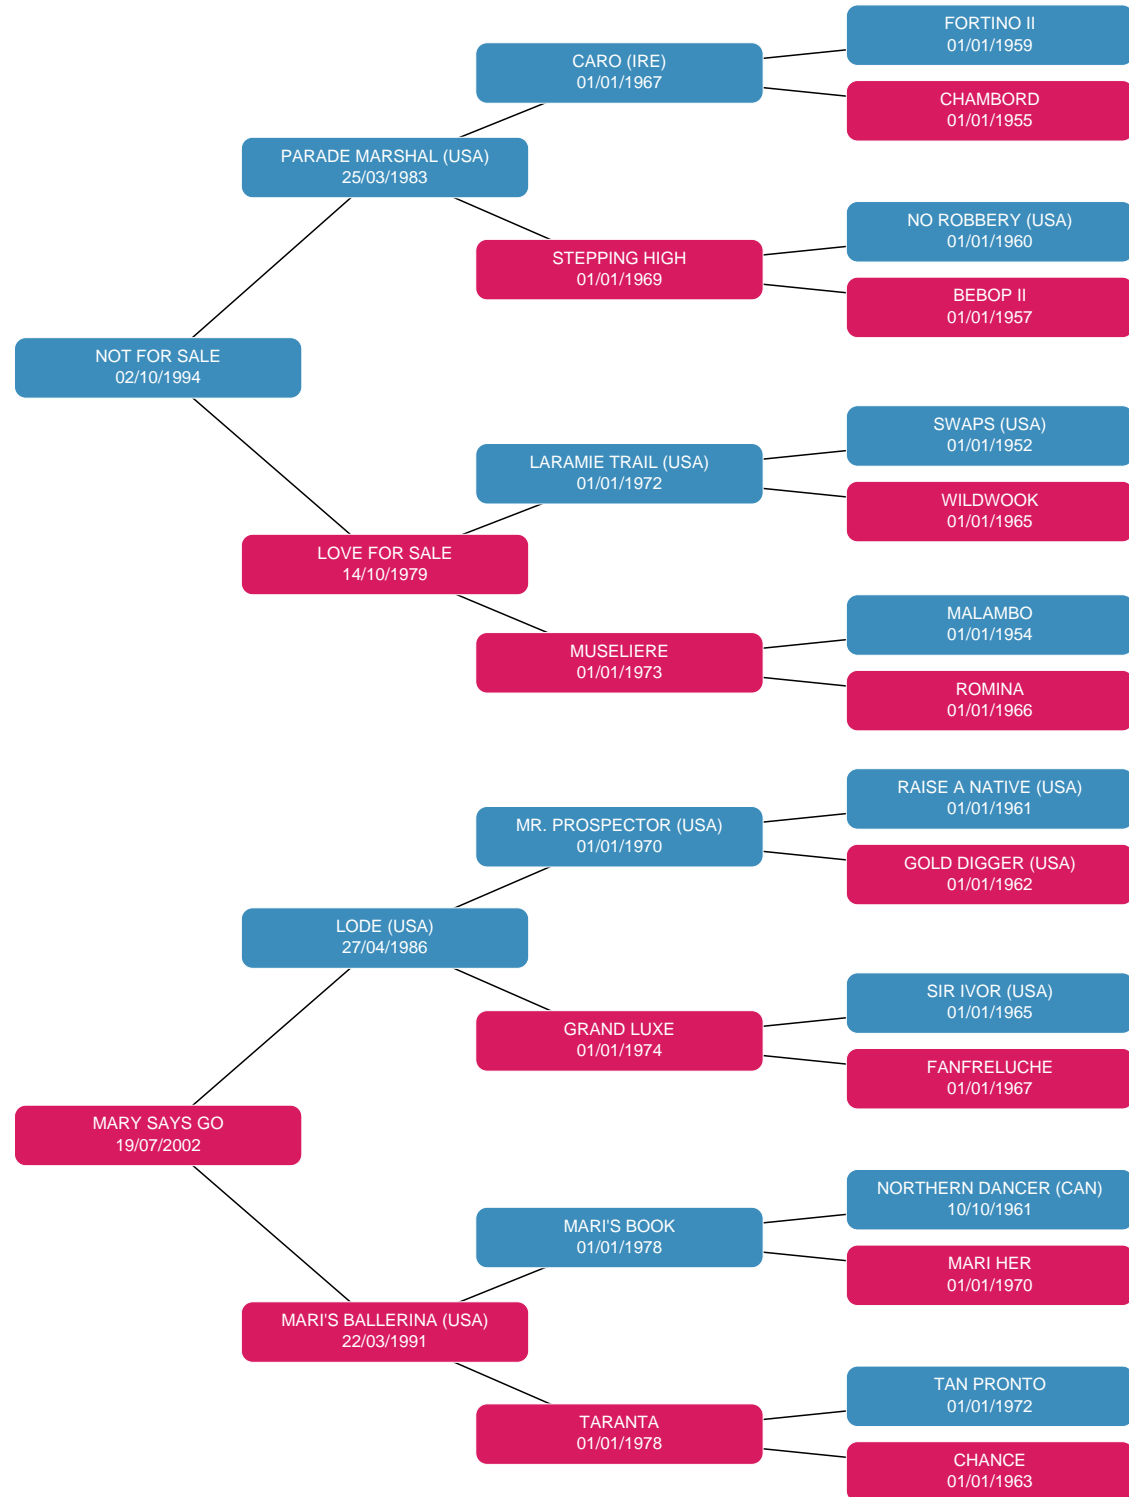 FORTINO II
01/01/1959
CARO (IRE)
01/01/1967
CHAMBORD
01/01/1955
PARADE MARSHAL (USA)
25/03/1983
NO ROBBERY (USA)
01/01/1960
STEPPING HIGH
01/01/1969
BEBOP II
01/01/1957
NOT FOR SALE
02/10/1994
SWAPS (USA)
01/01/1952
LARAMIE TRAIL (USA)
01/01/1972
WILDWOOK
01/01/1965
LOVE FOR SALE
14/10/1979
MALAMBO
01/01/1954
MUSELIERE
01/01/1973
ROMINA
01/01/1966
RAISE A NATIVE (USA)
01/01/1961
MR. PROSPECTOR (USA)
01/01/1970
GOLD DIGGER (USA)
01/01/1962
LODE (USA)
27/04/1986
SIR IVOR (USA)
01/01/1965
GRAND LUXE
01/01/1974
FANFRELUCHE
01/01/1967
MARY SAYS GO
19/07/2002
NORTHERN DANCER (CAN)
10/10/1961
MARI'S BOOK
01/01/1978
MARI HER
01/01/1970
MARI'S BALLERINA (USA)
22/03/1991
TAN PRONTO
01/01/1972
TARANTA
01/01/1978
CHANCE
01/01/1963